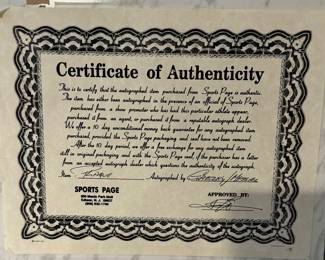 Certificate of Authenticity
This is to certify that the autographed item purchased from Sports Page is authentic.
The item has either been autographed in the presence of an official of Sports Page,
purchased from a show promoter who has had this particular athlete appear,
purchased from an agent, or purchased from a reputable autograph dealer.
We offer a 10 day unconditional money back guarantee for any autographed item
purchased, provided the Sports Page packaging and seal have not been removed.
After the 10 day period, we offer a free exchange for any autographed item
still in original packaging and with the Sports Page seal, if the purchaser has a letter
from an accepted autograph dealer which questions the authenticity of the autograph.
Item
Autographed by
SPORTS PAGE
Edison, N. J.
APPROVED BY: